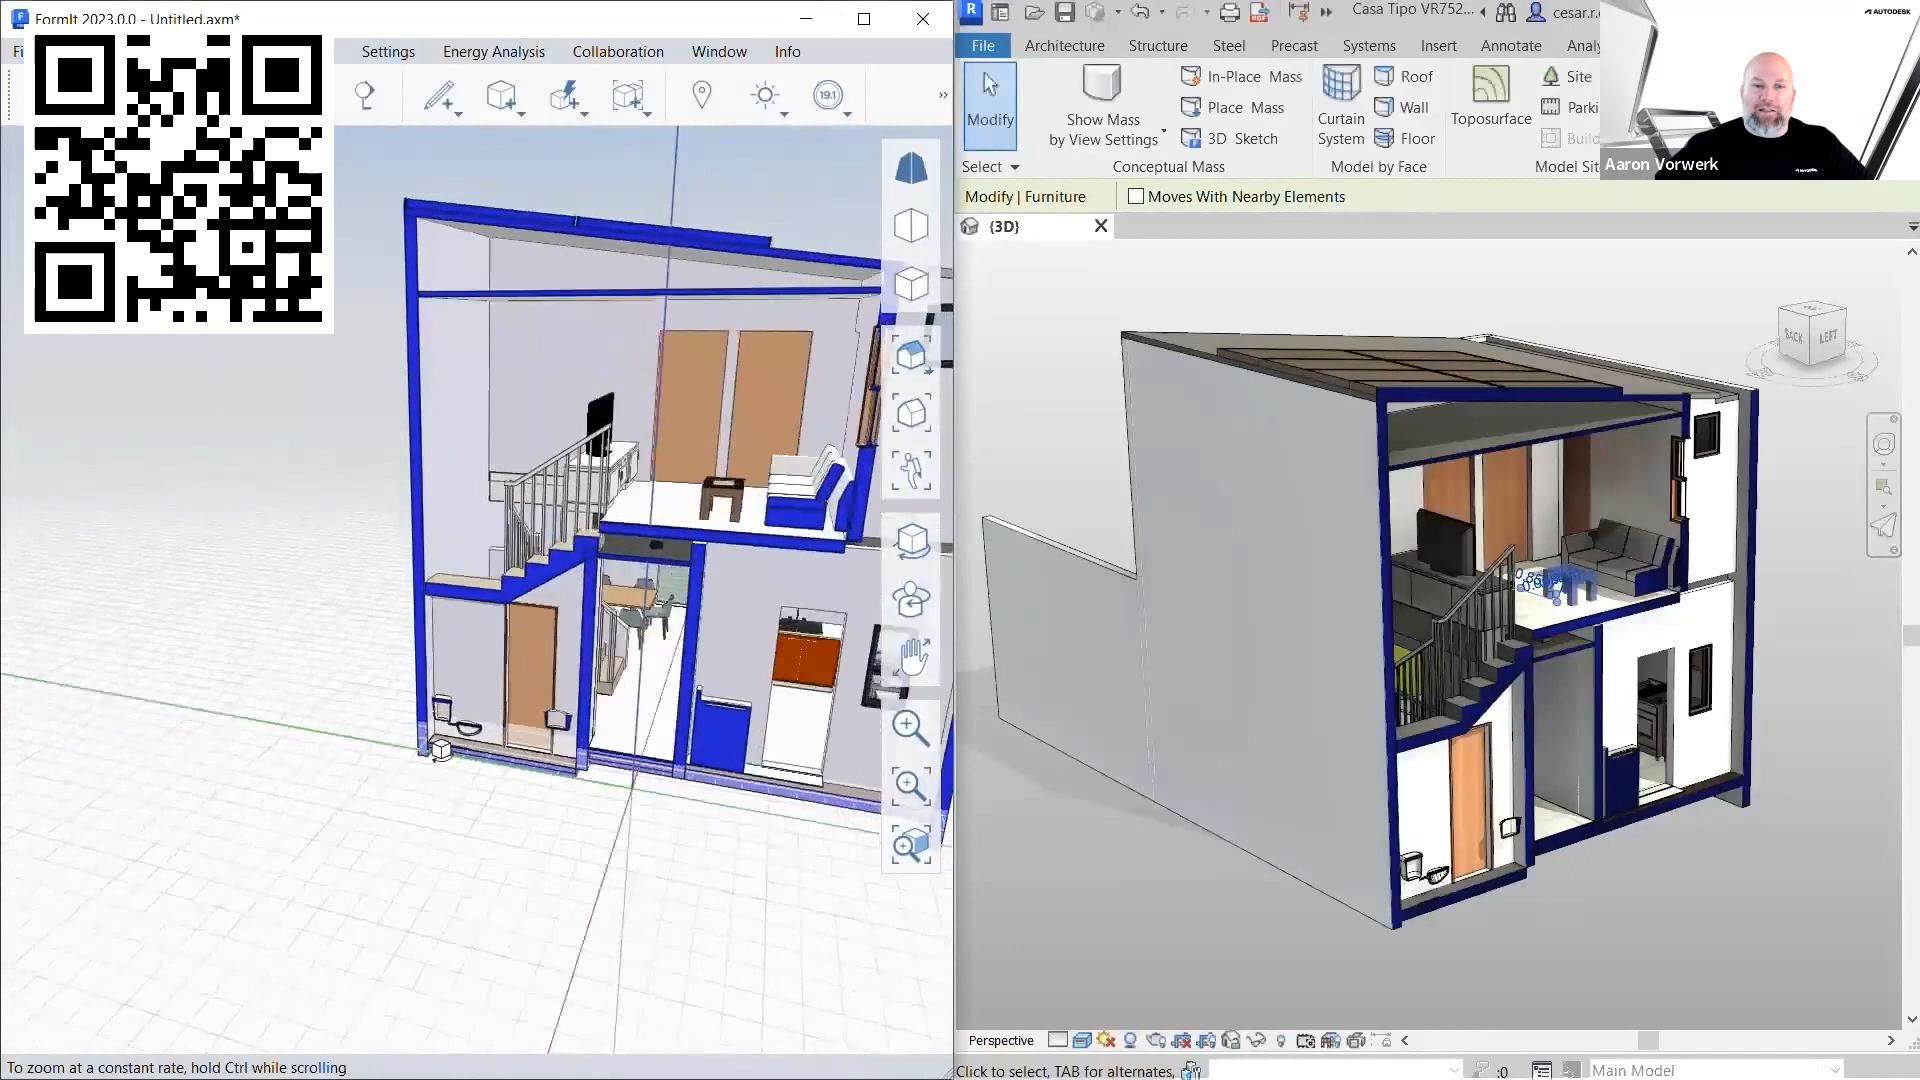 FormIt 2023.0.0 - Untitled.axm*
Settings Energy Analysis Collaboration Window Info
19.1
To zoom at a constant rate, hold Ctrl while scrolling
R Casa Tipo VR752... cesar.r.
File Architecture Structure Steel Precast Systems Insert Annotate Analy
Modify
Show Mass
by View Settings
In-Place Mass
Place Mass
3D Sketch
Curtain
System
Roof
Wall
Floor
Toposurface
Site
Parki
Build
Select Conceptual Mass Model by Face Model Sit
Modify | Furniture Moves With Nearby Elements
{3D}
BACK LEFT
Perspective
Click to select, TAB for alternates, :0 Main Model
AUTODESK
Aaron Vorwerk